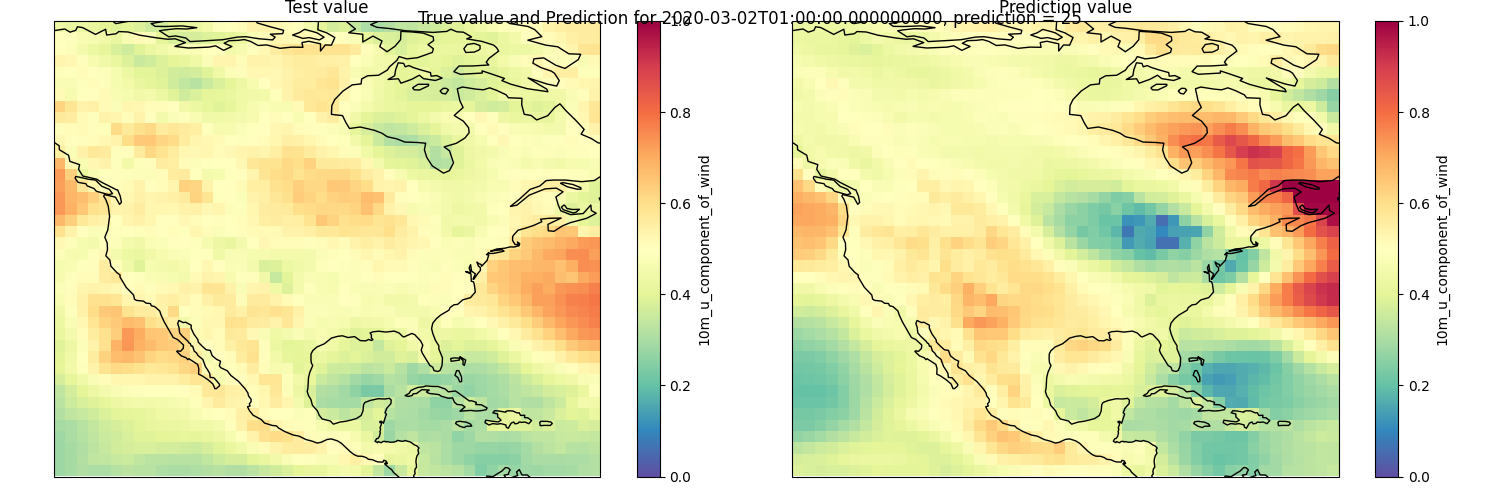 Test value
True value and Prediction for 2020-03-02T01:00:00.000000000, prediction = 25
Prediction value
1.0
0.8
0.6
0.4
0.2
0.0
10m_u_component_of_wind
1.0
0.8
0.6
0.4
0.2
0.0
10m_u_component_of_wind